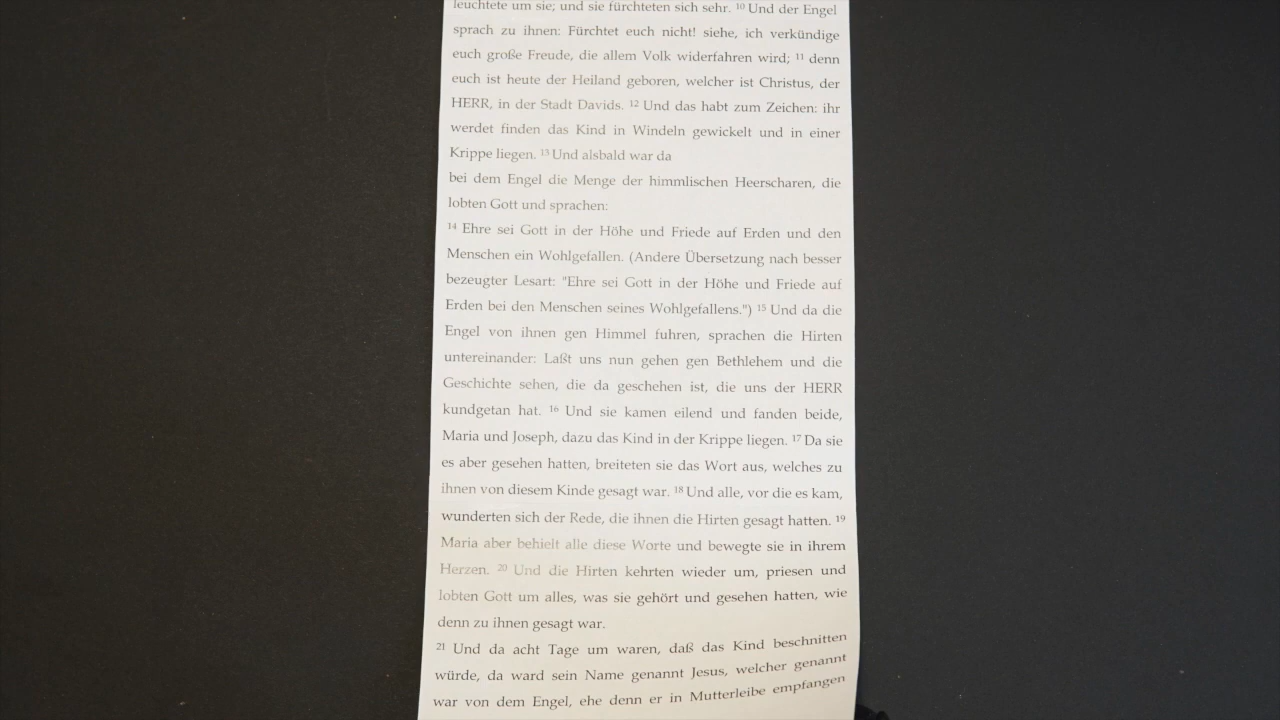 leuchtete um sie; und sie fürchteten sich sehr. 10 Und der Engel
sprach zu ihnen: Fürchtet euch nicht! siehe, ich verkündige
euch große Freude, die allem Volk widerfahren wird; 11 denn
euch ist heute der Heiland geboren, welcher ist Christus, der
HERR, in der Stadt Davids. 12 Und das habt zum Zeichen: ihr
werdet finden das Kind in Windeln gewickelt und in einer
Krippe liegen. 13 Und alsbald war da
bei dem Engel die Menge der himmlischen Heerscharen, die
lobten Gott und sprachen:
14 Ehre sei Gott in der Höhe und Friede auf Erden und den
Menschen ein Wohlgefallen. (Andere Übersetzung nach besser
bezeugter Lesart: "Ehre sei Gott in der Höhe und Friede auf
Erden bei den Menschen seines Wohlgefallens.") 15 Und da die
Engel von ihnen gen Himmel fuhren, sprachen die Hirten
untereinander: Laßt uns nun gehen gen Bethlehem und die
Geschichte sehen, die da geschehen ist, die uns der HERR
kundgetan hat. 16 Und sie kamen eilend und fanden beide,
Maria und Joseph, dazu das Kind in der Krippe liegen. 17 Da sie
es aber gesehen hatten, breiteten sie das Wort aus, welches zu
ihnen von diesem Kinde gesagt war. 18 Und alle, vor die es kam,
wunderten sich der Rede, die ihnen die Hirten gesagt hatten. 19
Maria aber behielt alle diese Worte und bewegte sie in ihrem
Herzen. 20 Und die Hirten kehrten wieder um, priesen und
lobten Gott um alles, was sie gehört und gesehen hatten, wie
denn zu ihnen gesagt war.
21 Und da acht Tage um waren, daß das Kind beschnitten
würde, da ward sein Name genannt Jesus, welcher genannt
war von dem Engel, ehe denn er in Mutterleibe empfangen